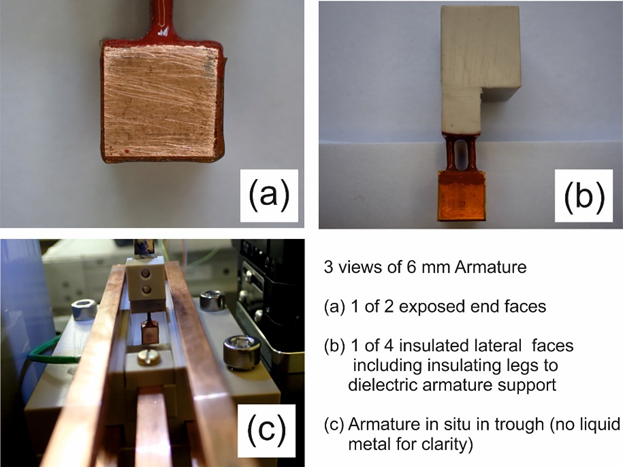 (a)
(b)
(c)
3 views of 6 mm Armature
(a) 1 of 2 exposed end faces
(b) 1 of 4 insulated lateral faces
including insulating legs to
dielectric armature support
(c) Armature in situ in trough (no liquid
metal for clarity)